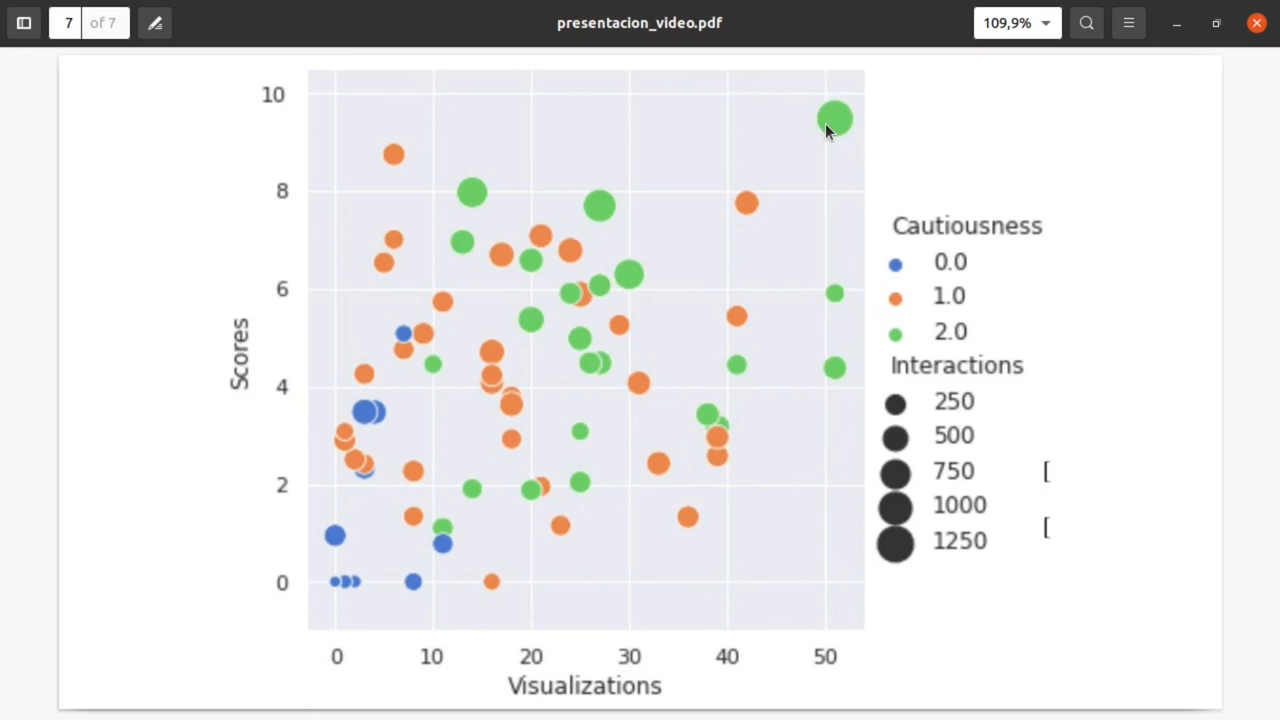 7 of 7
presentacion_video.pdf
109,9%
10
8
6
4
2
0
Scores
0 10 20 30 40 50
Visualizations
Cautiousness
0.0
1.0
2.0
Interactions
250
500
750 [
1000
1250 [